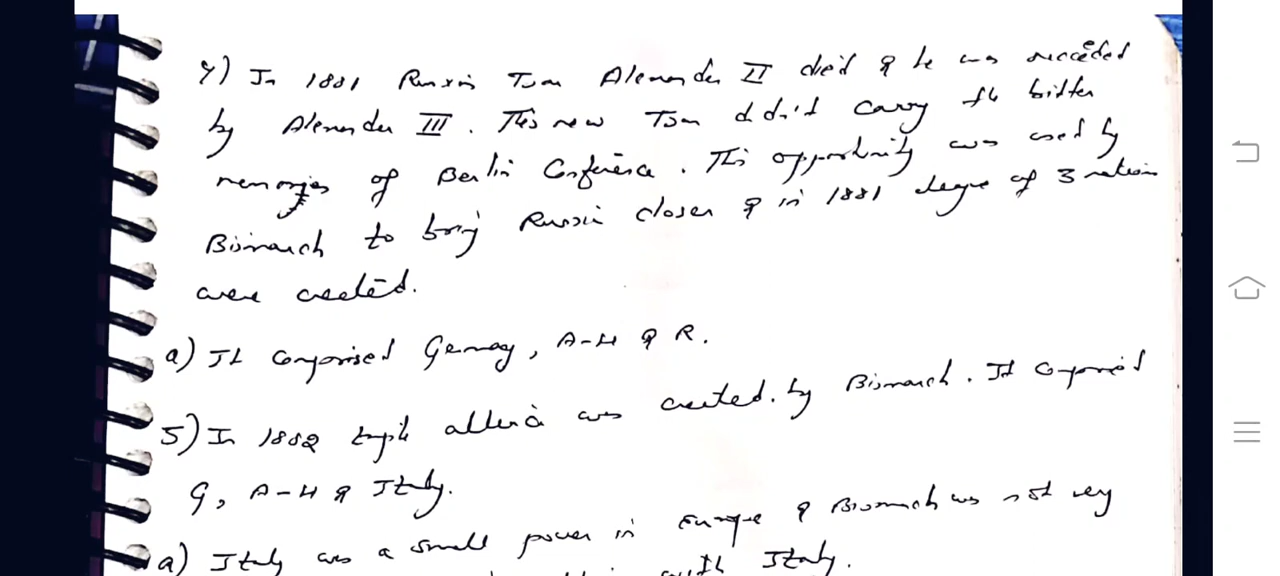 4) In 1881 Russia Tsar Alexander II died & he was succeded
by Alexander III. This new Tsar didn't carry the bitter
memories of Berlin Conference. This opportunity was used by
Bismarck to bring Russia closer & in 1881 league of 3 nations
were created.
a) It comprised Germany, A-H & R.
5) In 1882 triple alliance was created. by Bismarck. It comprised
G, A-H & Italy.
a) Italy was a small power in Europe & Bismarck was not very
with Italy.